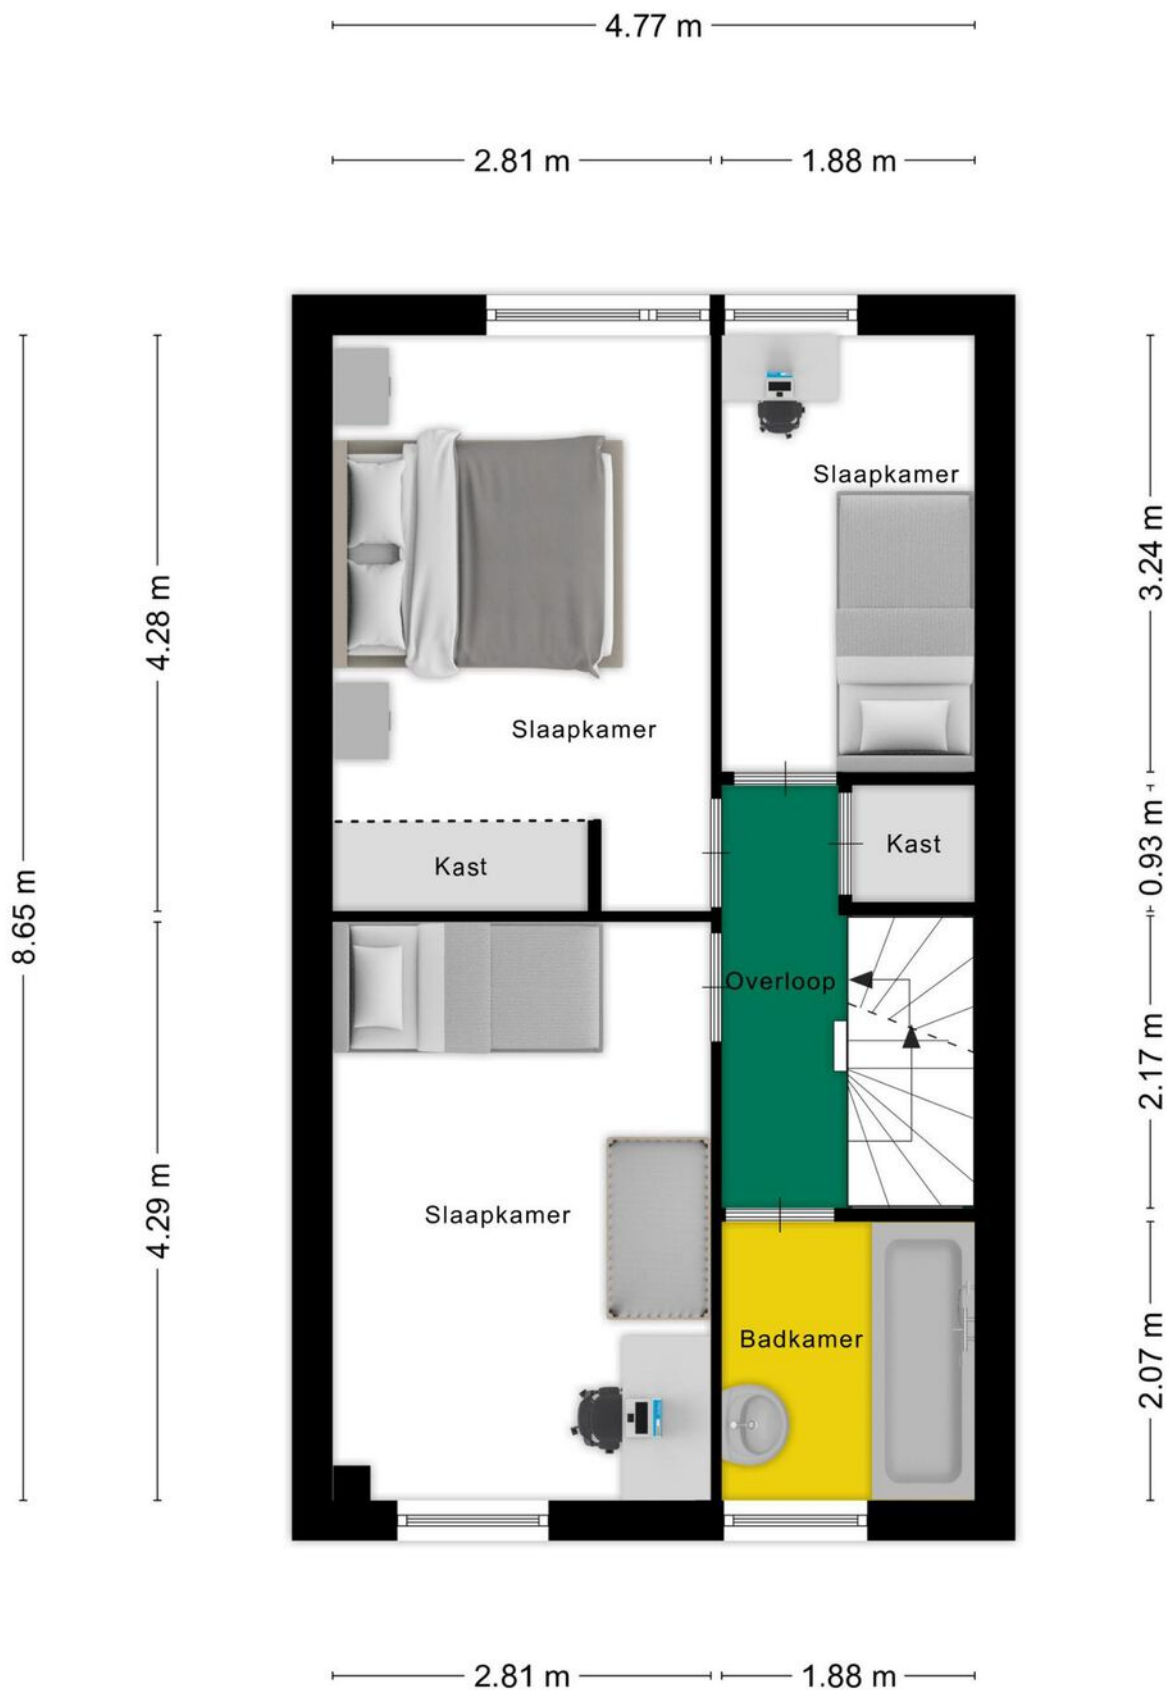 4.77 m
2.81 m
1.88 m
Slaapkamer
3.24 m
4.28 m
Slaapkamer
Kast
Kast
0.93 m
8.65 m
Overloop
2.17 m
4.29 m
Slaapkamer
Badkamer
2.07 m
2.81 m
1.88 m